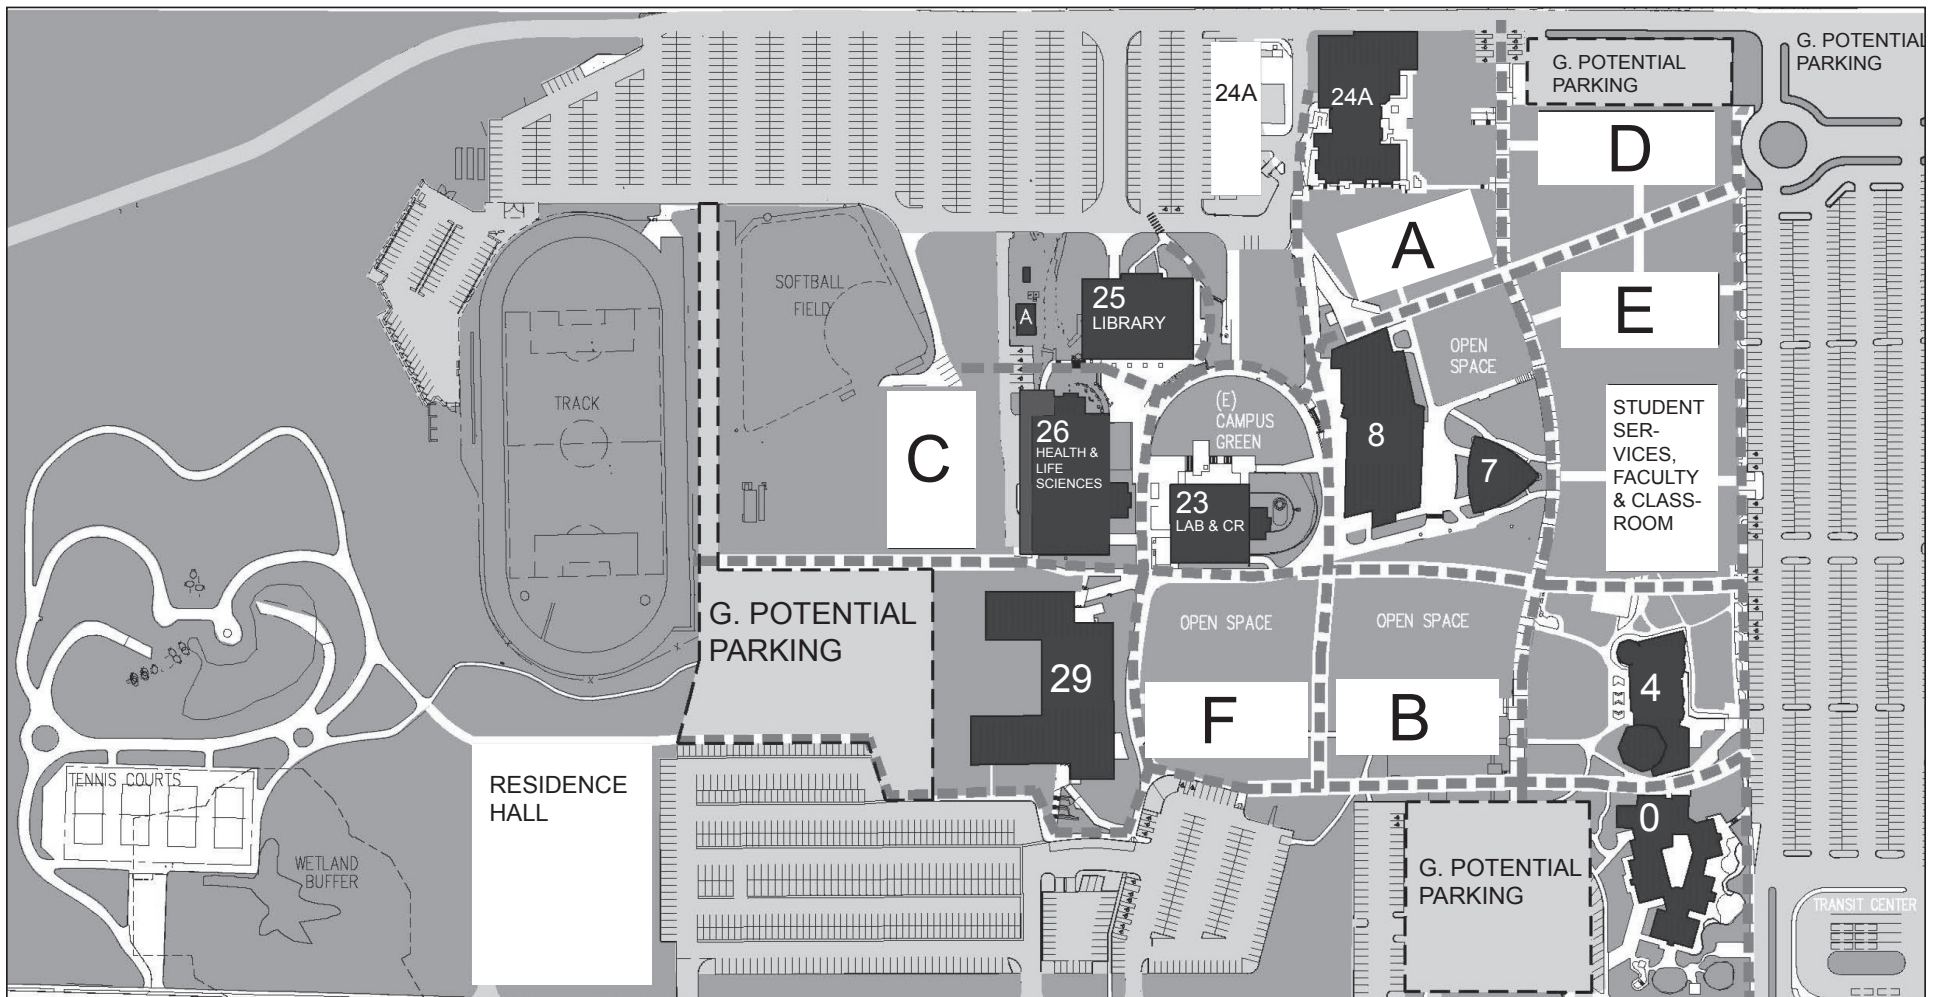 G. POTENTIAL
PARKING
G. POTENTIAL
PARKING
24A
24A
D
A
SOFTBALL
FIELD
25
LIBRARY
A
E
OPEN
SPACE
TRACK
C
26
HEALTH &
LIFE
SCIENCES
(E)
CAMPUS
GREEN
8
7
STUDENT
SER-
VICES,
FACULTY
& CLASS-
ROOM
23
LAB & CR
G. POTENTIAL
PARKING
29
OPEN SPACE
OPEN SPACE
4
F
B
TENNIS COURTS
RESIDENCE
HALL
0
WETLAND
BUFFER
G. POTENTIAL
PARKING
TRANSIT CENTER